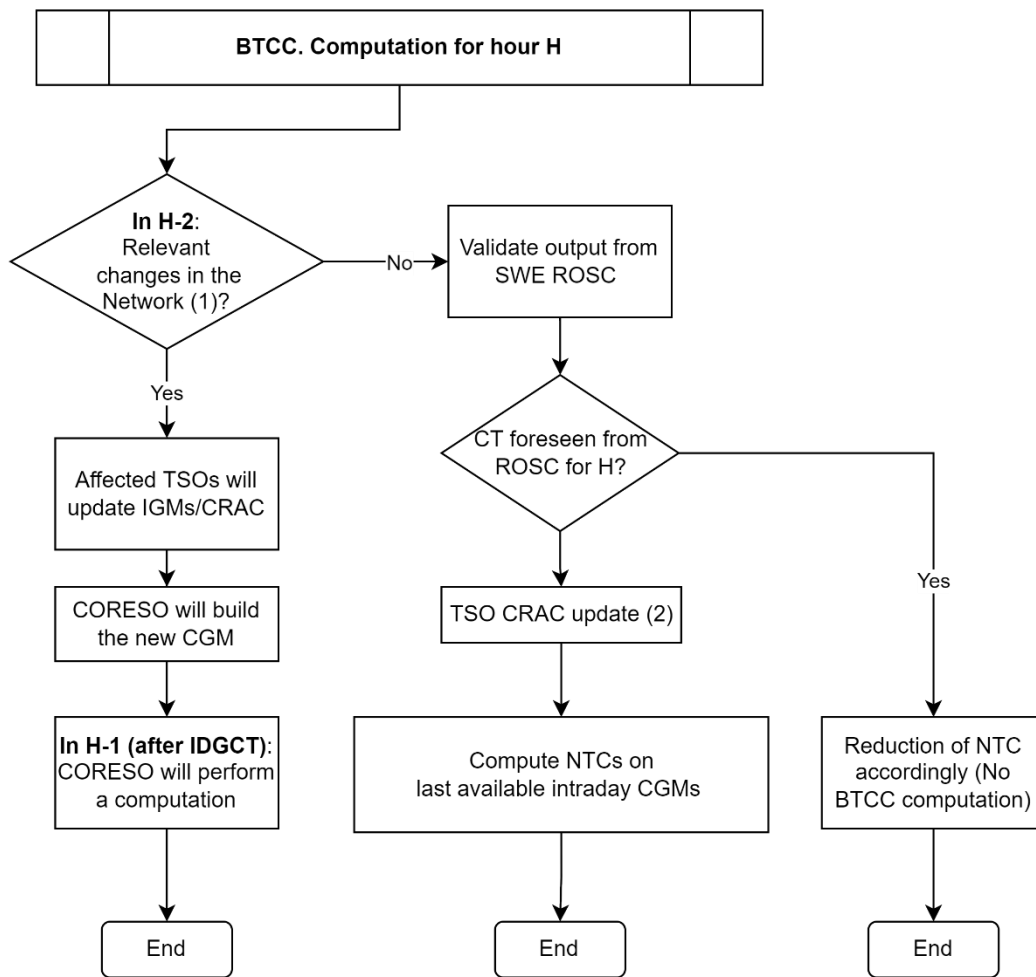 BTCC. Computation for hour H
In H-2:
Relevant
changes in the
Network (1)?
No
Validate output from
SWE ROSC
Yes
CT foreseen from
ROSC for H?
Affected TSOs will
update IGMs/CRAC
Yes
CORESO will build
the new CGM
TSO CRAC update (2)
In H-1 (after IDGCT):
CORESO will perform
a computation
Compute NTCs on
last available intraday CGMs
Reduction of NTC
accordingly (No
BTCC computation)
End
End
End